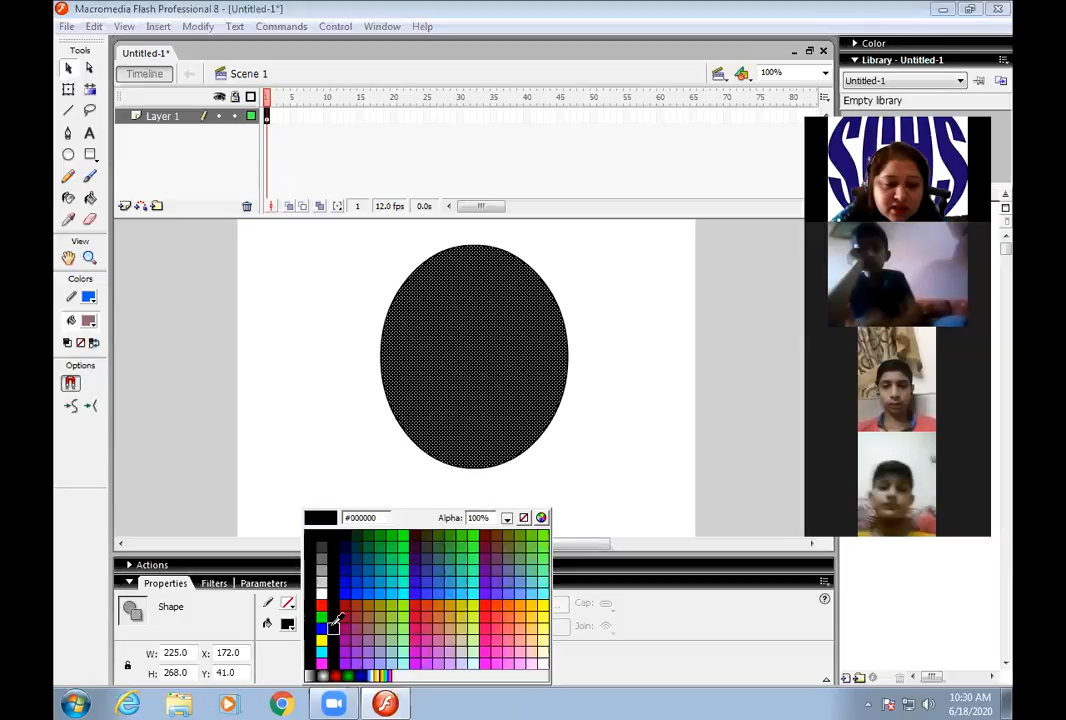 Macromedia Flash Professional 8 - [Untitled-1*]
File Edit View Insert Modify Text Commands Control Window Help
Tools
Untitled-1*
Timeline
Scene 1
100%
5 10 15 20 25 30 35 40 45 50 55 60 65 70 75 80
Layer 1
1 12.0 fps 0.0s
View
Colors
Options
Color
Library - Untitled-1
Untitled-1
Empty library
#000000 Alpha: 100%
Actions
Properties Filters Parameters
Shape
Cap:
Join:
W: 225.0 X: 172.0
H: 268.0 Y: 41.0
10:30 AM
6/18/2020